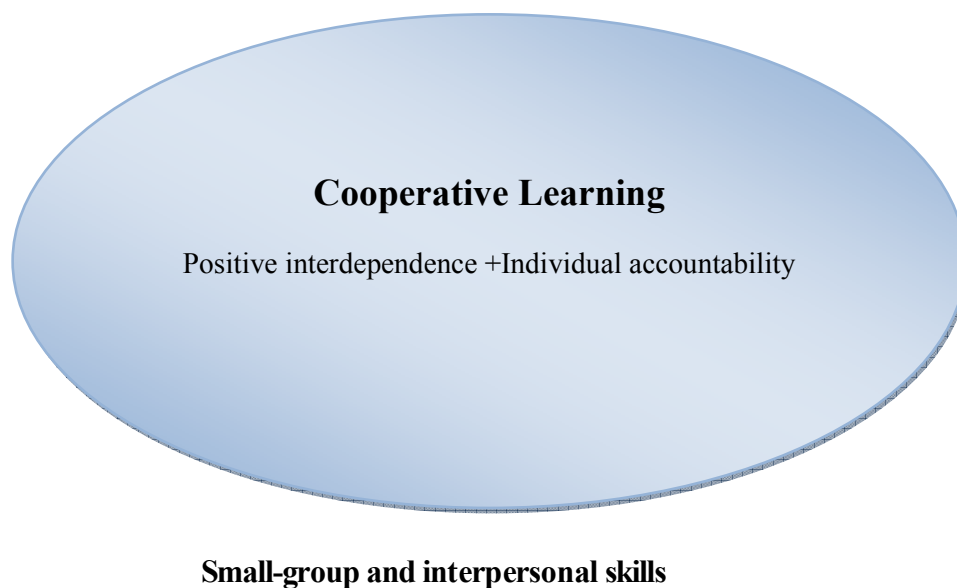 Cooperative Learning
Positive interdependence +Individual accountability
Small-group and interpersonal skills